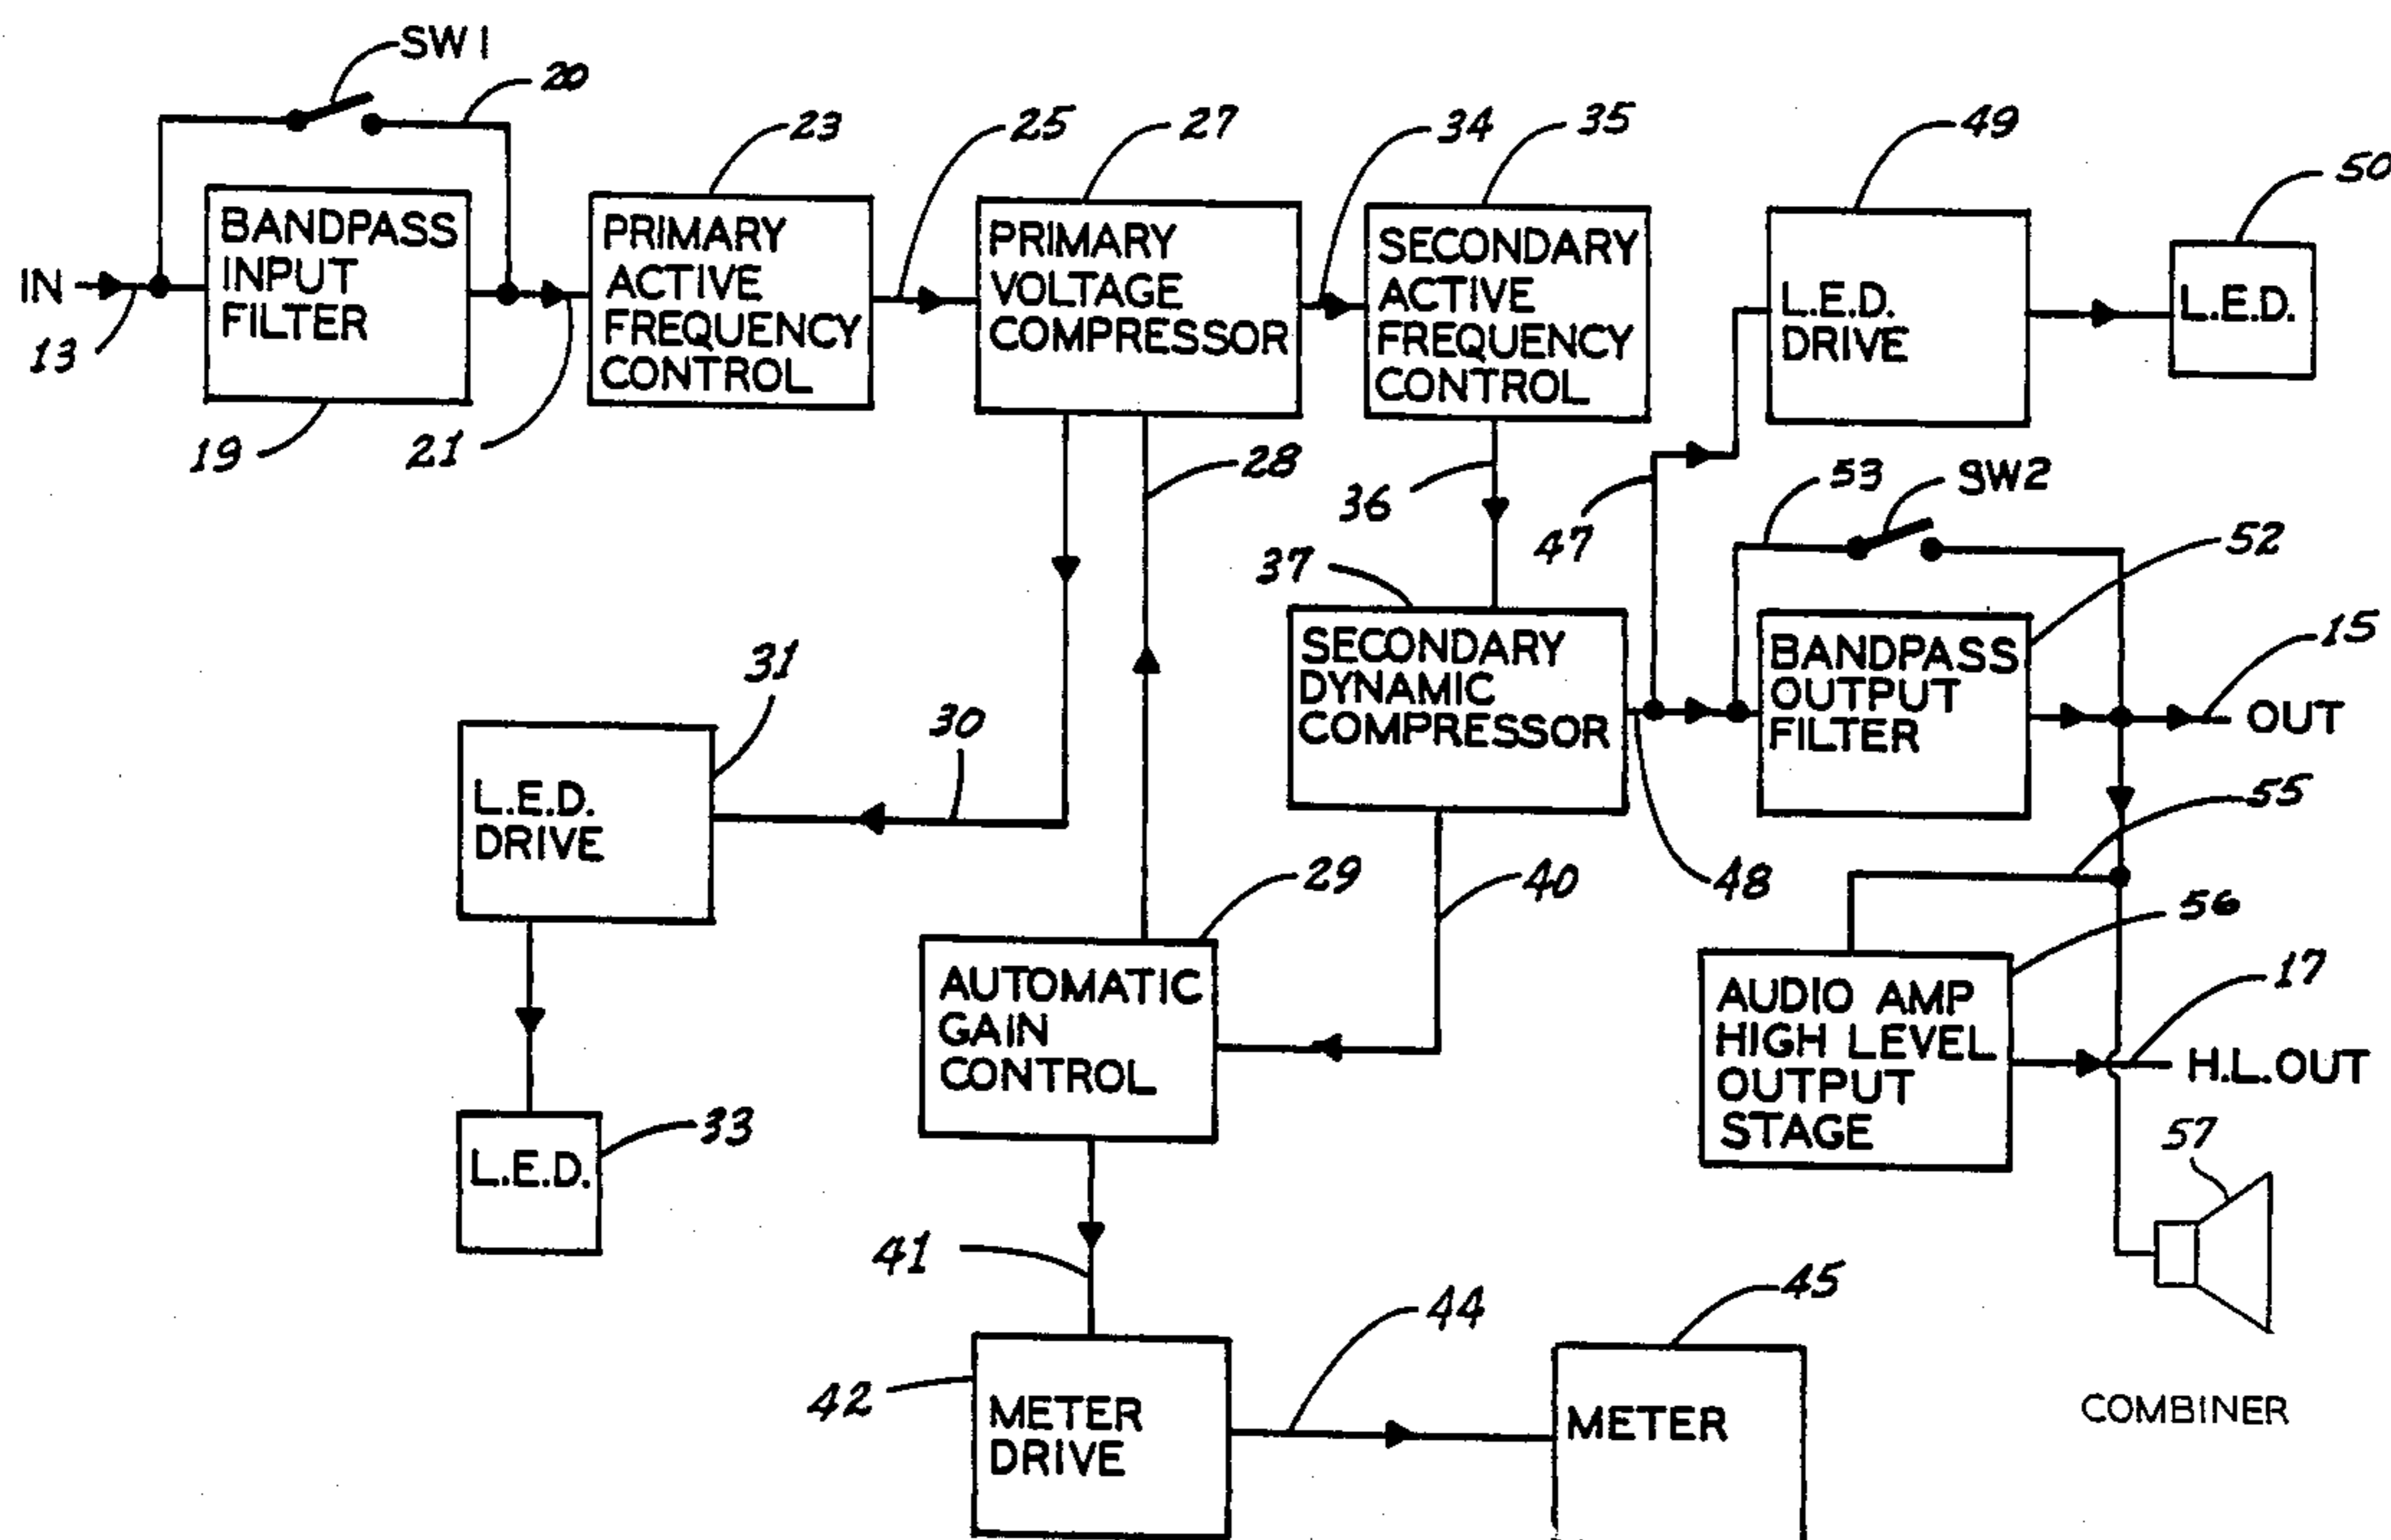 SW1
20
23
25
27
34
35
49
50
IN
13
BANDPASS
INPUT
FILTER
19
21
PRIMARY
ACTIVE
FREQUENCY
CONTROL
PRIMARY
VOLTAGE
COMPRESSOR
SECONDARY
ACTIVE
FREQUENCY
CONTROL
L.E.D.
DRIVE
L.E.D.
28
36
47
53
SW2
52
37
SECONDARY
DYNAMIC
COMPRESSOR
BANDPASS
OUTPUT
FILTER
15
OUT
31
30
L.E.D.
DRIVE
29
40
48
55
56
AUTOMATIC
GAIN
CONTROL
AUDIO AMP
HIGH LEVEL
OUTPUT
STAGE
17
H.L.OUT
57
33
L.E.D.
41
44
45
42
METER
DRIVE
METER
COMBINER